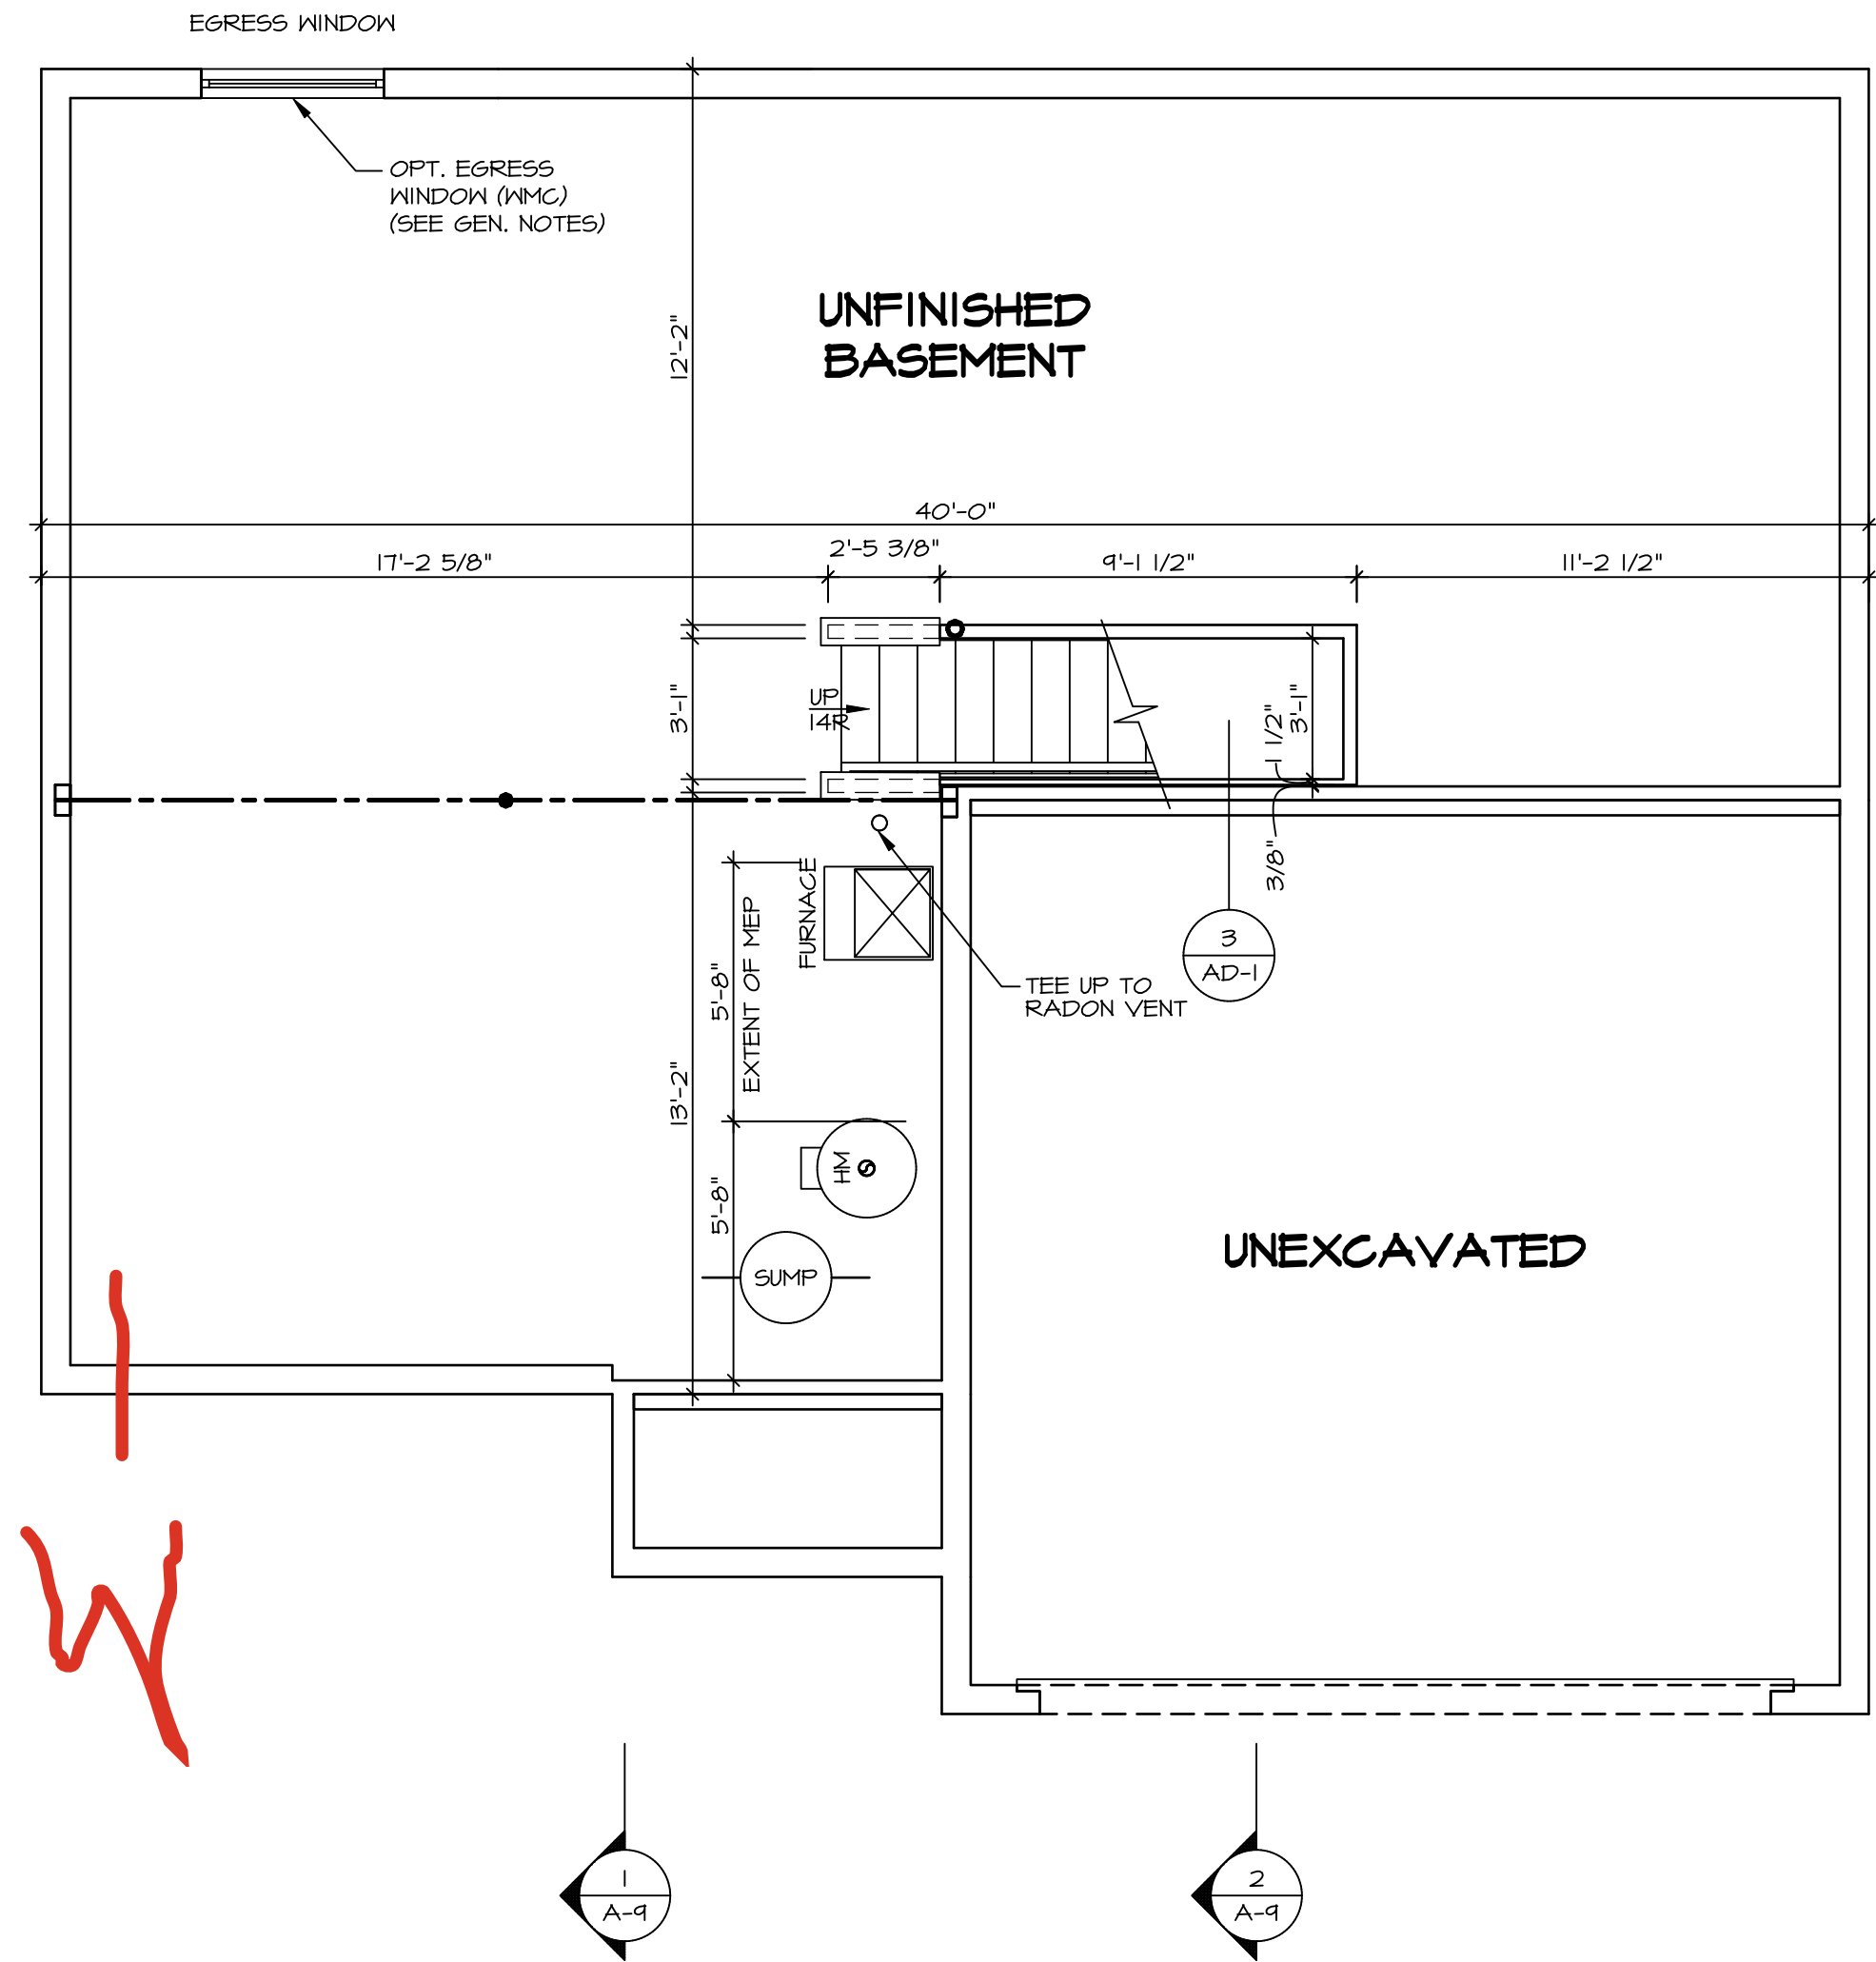 EGRESS WINDOW
OPT. EGRESS
WINDOW (WMC)
(SEE GEN. NOTES)
UNFINISHED
BASEMENT
12'-2"
40'-0"
17'-2 5/8"
2'-5 3/8"
9'-1 1/2"
11'-2 1/2"
3'-1"
UP
14R
1 1/2"
3'-1"
3/8"
FURNACE
EXTENT OF MEP
5'-8"
3
AD-1
TEE UP TO
RADON VENT
13'-2"
HM
S
5'-8"
SUMP
UNEXCAVATED
W
1
A-9
2
A-9